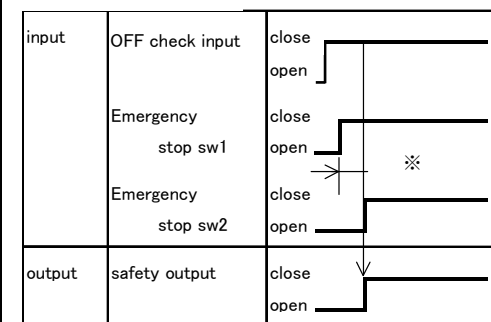 input
OFF check input
close
open
Emergency
stop sw1
close
open
※
Emergency
stop sw2
close
open
output
safety output
close
open